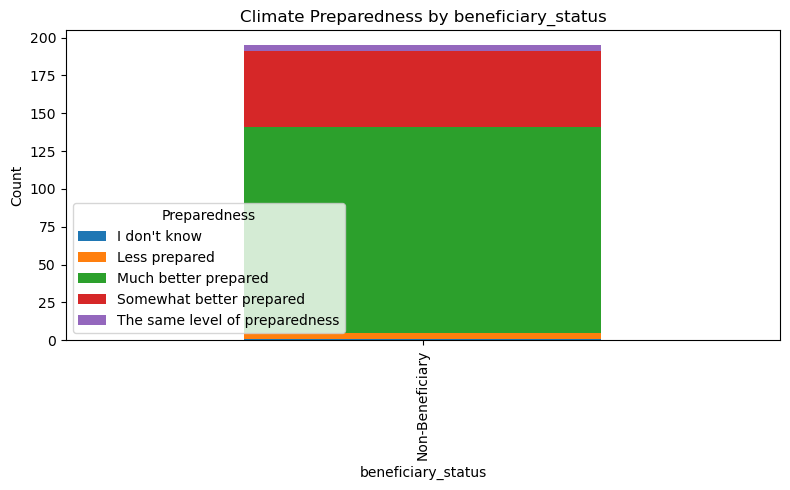 Climate Preparedness by beneficiary_status
Count
200
175
150
125
100
75
50
25
0
Preparedness
I don't know
Less prepared
Much better prepared
Somewhat better prepared
The same level of preparedness
Non-Beneficiary
beneficiary_status